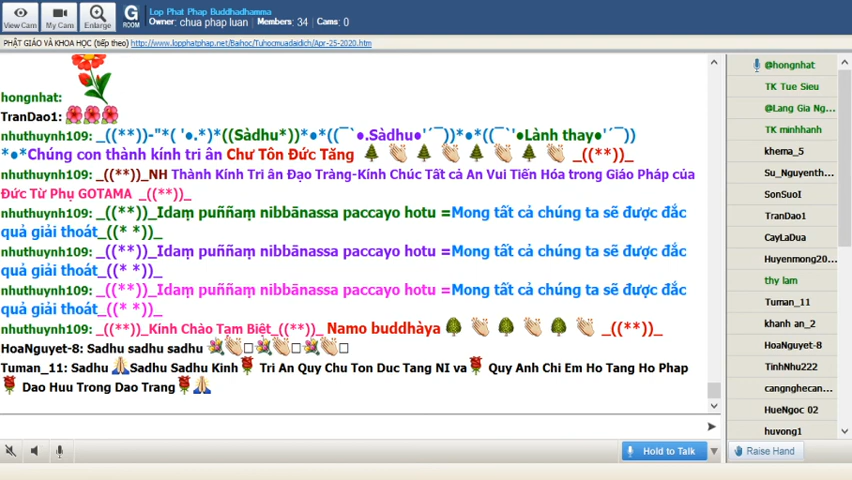 Lop Phat Phap Buddhadhamma
Owner: chua phap luan Members: 34 Cams: 0
View Cam
My Cam
Enlarge
G ROOM
PHẬT GIÁO VÀ KHOA HỌC (tiếp theo) http://www.lopphatphap.net/Baihoc/Tuhocmuadaidich/Apr-25-2020.htm
hongnhat:
TranDao1: 🌺🌺🌺
nhuthuynh109: _((**))-"*( '●.*)*((Sàdhu*))*●*((¯`●.Sàdhu●'´¯))*●*((¯`'●Lành thay●'´¯))
*●*Chúng con thành kính tri ân Chư Tôn Đức Tăng 🌲 👏 🌲 👏 🌲 👏 🌲 👏 _((**))_
nhuthuynh109: _((**))_NH Thành Kính Tri ân Đạo Tràng-Kính Chúc Tất cả An Vui Tiến Hóa trong Giáo Pháp của
Đức Từ Phụ GOTAMA _((**))_
nhuthuynh109: _((**))_Idaṃ puññaṃ nibbānassa paccayo hotu =Mong tất cả chúng ta sẽ được đắc
quả giải thoát_((* *))_
nhuthuynh109: _((**))_Idaṃ puññaṃ nibbānassa paccayo hotu =Mong tất cả chúng ta sẽ được đắc
quả giải thoát_((* *))_
nhuthuynh109: _((**))_Idaṃ puññaṃ nibbānassa paccayo hotu =Mong tất cả chúng ta sẽ được đắc
quả giải thoát_((* *))_
nhuthuynh109: _((**))_Kính Chào Tạm Biệt_((**))_ Namo buddhàya 🌳 👏 🌳 👏 🌳 👏 _((**))_
HoaNguyet-8: Sadhu sadhu sadhu 💐👏□💐👏□💐👏□
Tuman_11: Sadhu 🙏Sadhu Sadhu Kinh🌹 Tri An Quy Chu Ton Duc Tang NI va🌹 Quy Anh Chi Em Ho Tang Ho Phap
🌹 Dao Huu Trong Dao Trang🌹🙏
@hongnhat
TK Tue Sieu
@Lang Gia Ng...
TK minhhanh
khema_5
Su_Nguyenth...
SonSuoI
TranDao1
CayLaDua
Huyenmong20...
thy lam
Tuman_11
khanh an_2
HoaNguyet-8
TinhNhu222
cangnghecan...
HueNgoc 02
huvong1
Hold to Talk
Raise Hand